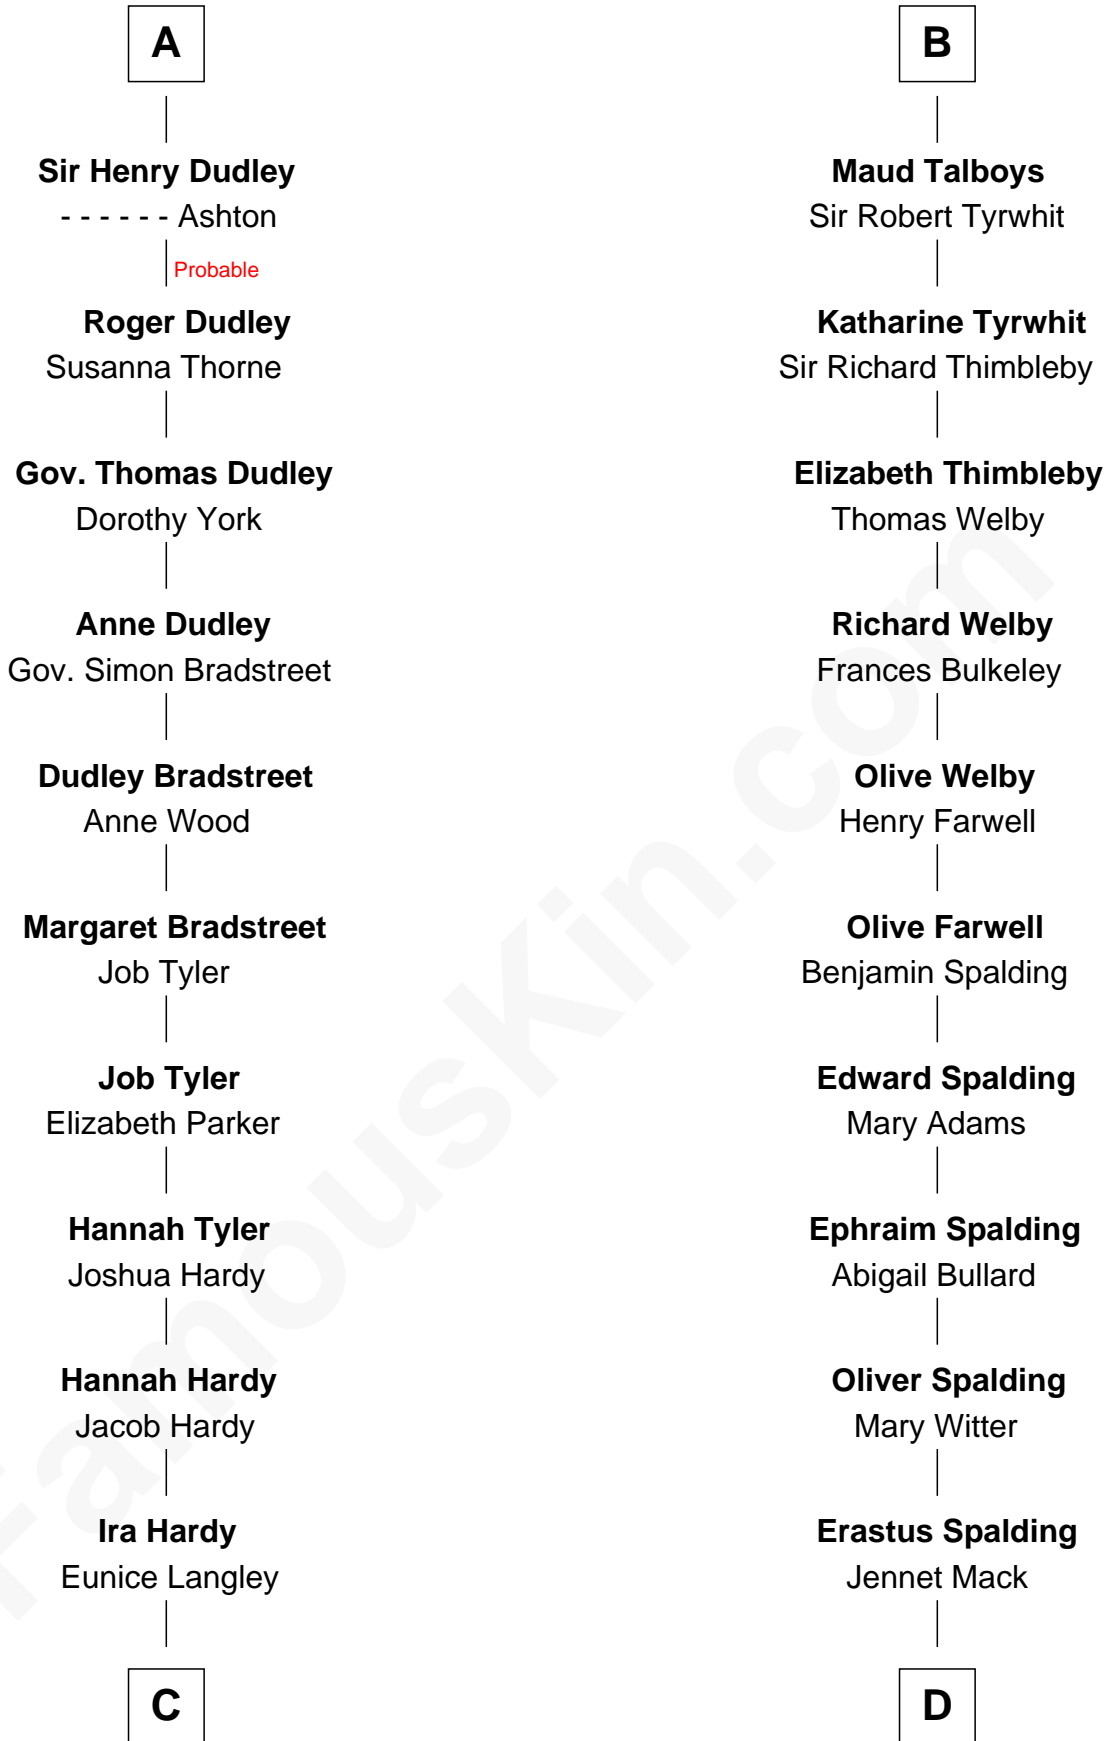 A
Sir Henry Dudley
- - - - - - Ashton
Probable
Roger Dudley
Susanna Thorne
Gov. Thomas Dudley
Dorothy York
Anne Dudley
Gov. Simon Bradstreet
Dudley Bradstreet
Anne Wood
Margaret Bradstreet
Job Tyler
Job Tyler
Elizabeth Parker
Hannah Tyler
Joshua Hardy
Hannah Hardy
Jacob Hardy
Ira Hardy
Eunice Langley
C
B
Maud Talboys
Sir Robert Tyrwhit
Katharine Tyrwhit
Sir Richard Thimbleby
Elizabeth Thimbleby
Thomas Welby
Richard Welby
Frances Bulkeley
Olive Welby
Henry Farwell
Olive Farwell
Benjamin Spalding
Edward Spalding
Mary Adams
Ephraim Spalding
Abigail Bullard
Oliver Spalding
Mary Witter
Erastus Spalding
Jennet Mack
D
FamousKin.com